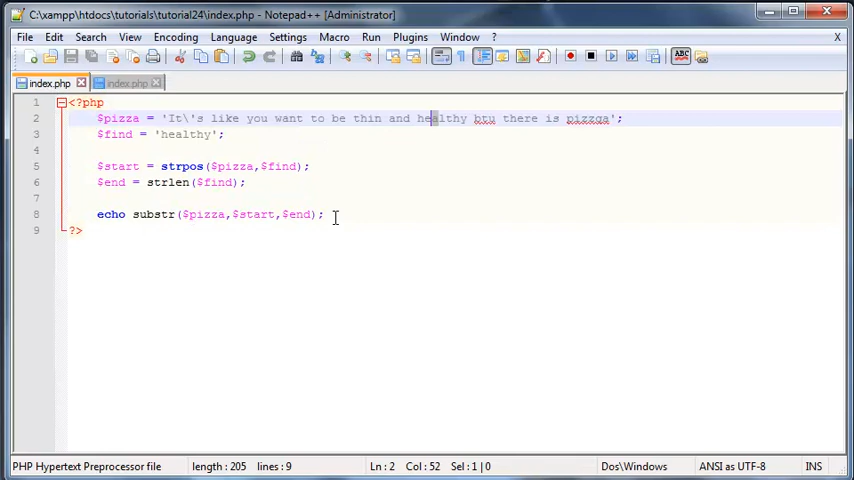 C:\xampp\htdocs\tutorials\tutorial24\index.php - Notepad++ [Administrator]
File Edit Search View Encoding Language Settings Macro Run Plugins Window ? X
index.php index.php
1 <?php
2 $pizza = 'It\'s like you want to be thin and healthy btu there is pizzga';
3 $find = 'healthy';
4
5 $start = strpos($pizza,$find);
6 $end = strlen($find);
7
8 echo substr($pizza,$start,$end);
9 ?>
PHP Hypertext Preprocessor file length : 205 lines : 9 Ln : 2 Col : 52 Sel : 1 | 0 Dos\Windows ANSI as UTF-8 INS